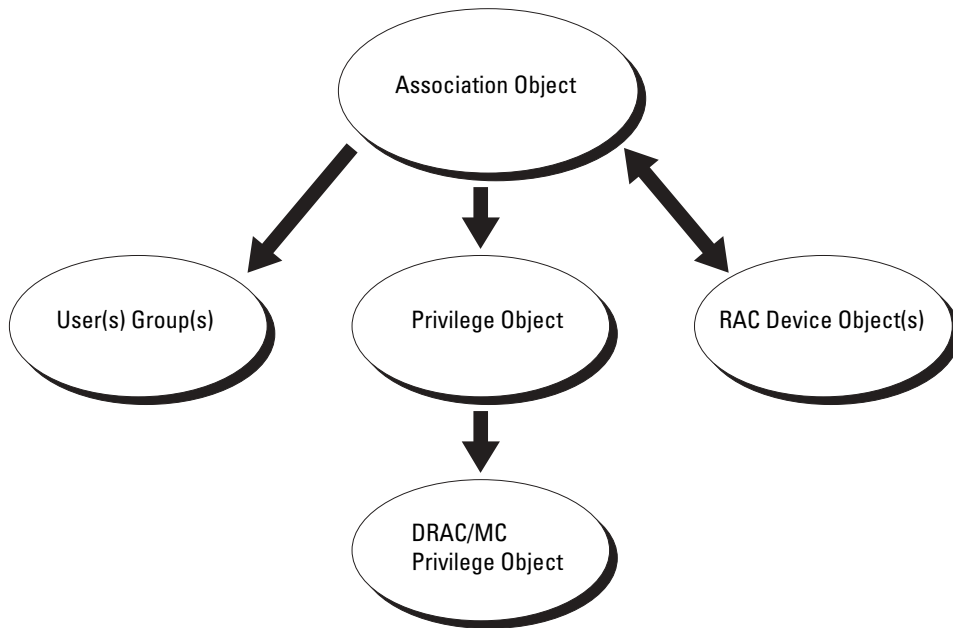 Association Object
User(s) Group(s)
Privilege Object
RAC Device Object(s)
DRAC/MC
Privilege Object